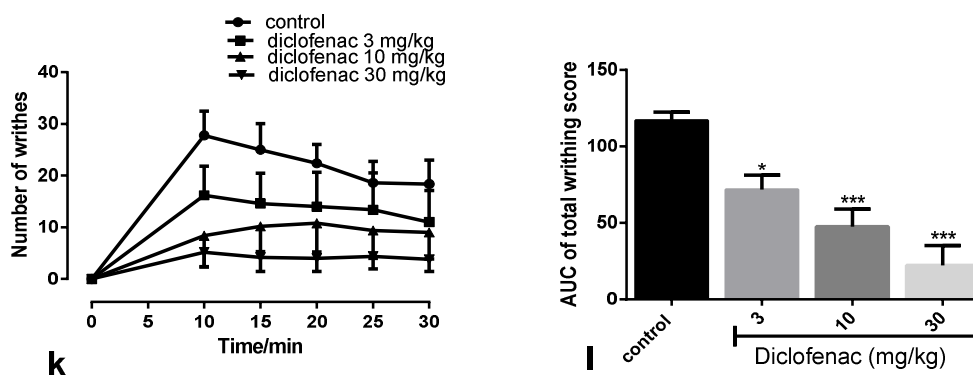 control
diclofenac 3 mg/kg
diclofenac 10 mg/kg
diclofenac 30 mg/kg
Number of writhes
40
30
20
10
0
0 5 10 15 20 25 30
Time/min
k
AUC of total writing score
150
100
50
0
*
***
***
control
3
10
30
Diclofenac (mg/kg)
l